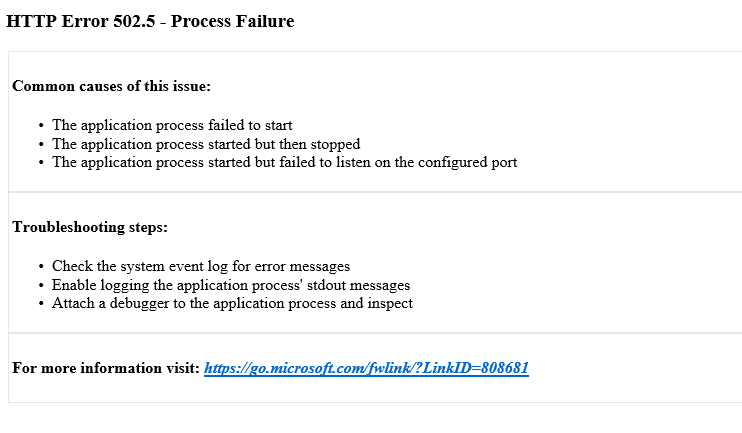 HTTP Error 502.5 - Process Failure
Common causes of this issue:
• The application process failed to start
• The application process started but then stopped
• The application process started but failed to listen on the configured port
Troubleshooting steps:
• Check the system event log for error messages
• Enable logging the application process' stdout messages
• Attach a debugger to the application process and inspect
For more information visit: https://go.microsoft.com/fwlink/?LinkID=808681